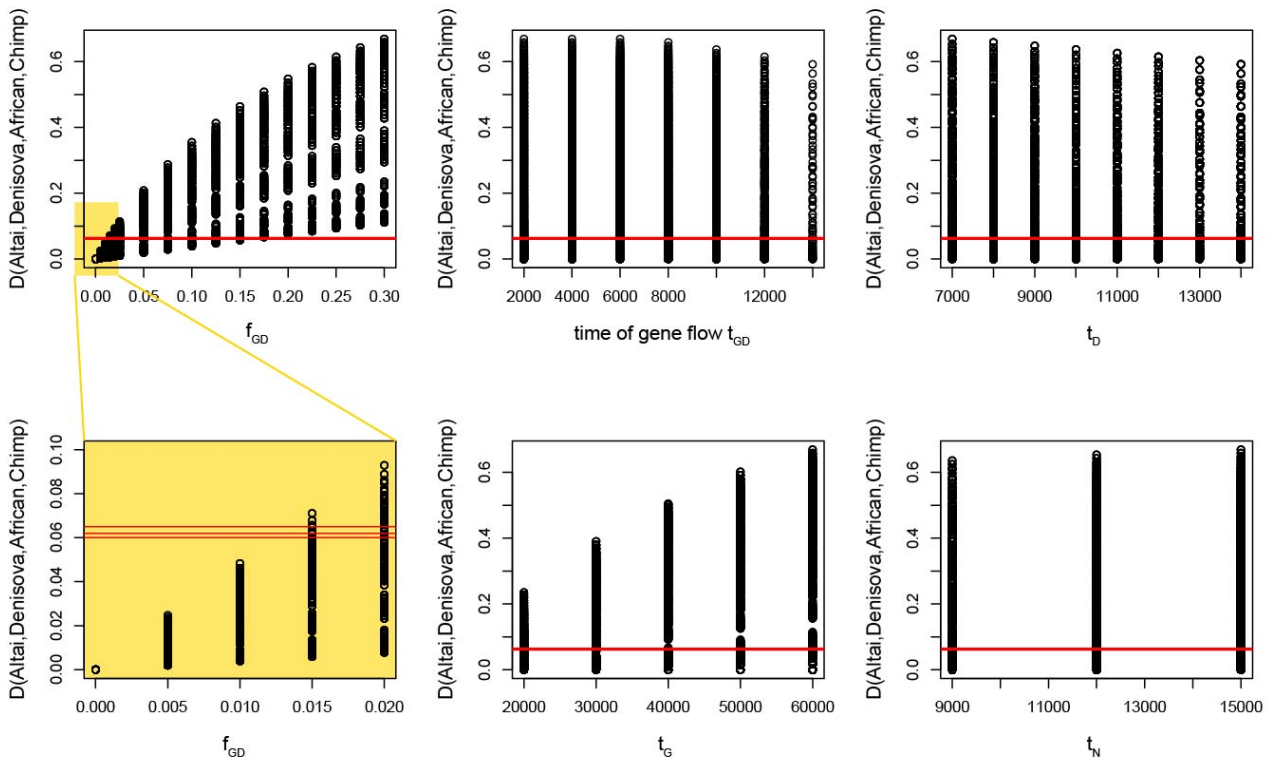 D(Altai,Denisova,African,Chimp)
0.0 0.2 0.4 0.6
0.00 0.05 0.10 0.15 0.20 0.25 0.30
f_GD
D(Altai,Denisova,African,Chimp)
0.0 0.2 0.4 0.6
2000 4000 6000 8000 12000
time of gene flow t_GD
D(Altai,Denisova,African,Chimp)
0.0 0.2 0.4 0.6
7000 9000 11000 13000
t_D
D(Altai,Denisova,African,Chimp)
0.00 0.02 0.04 0.06 0.08 0.10
0.000 0.005 0.010 0.015 0.020
f_GD
D(Altai,Denisova,African,Chimp)
0.0 0.2 0.4 0.6
20000 30000 40000 50000 60000
t_G
D(Altai,Denisova,African,Chimp)
0.0 0.2 0.4 0.6
9000 11000 13000 15000
t_N